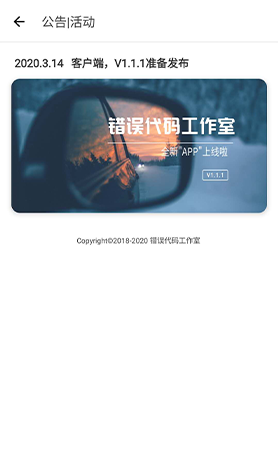 公告|活动
2020.3.14 客户端，V1.1.1准备发布
错误代码工作室
全新"APP"上线啦
V1.1.1
Copyright©2018-2020 错误代码工作室